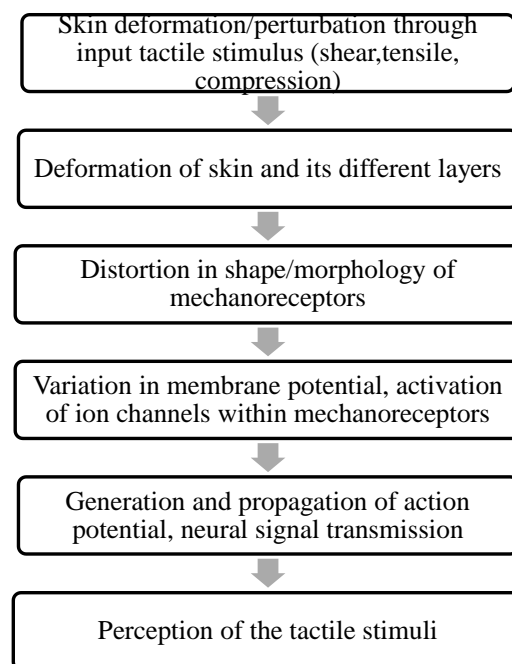 Skin deformation/perturbation through
input tactile stimulus (shear,tensile,
compression)
Deformation of skin and its different layers
Distortion in shape/morphology of
mechanoreceptors
Variation in membrane potential, activation
of ion channels within mechanoreceptors
Generation and propagation of action
potential, neural signal transmission
Perception of the tactile stimuli